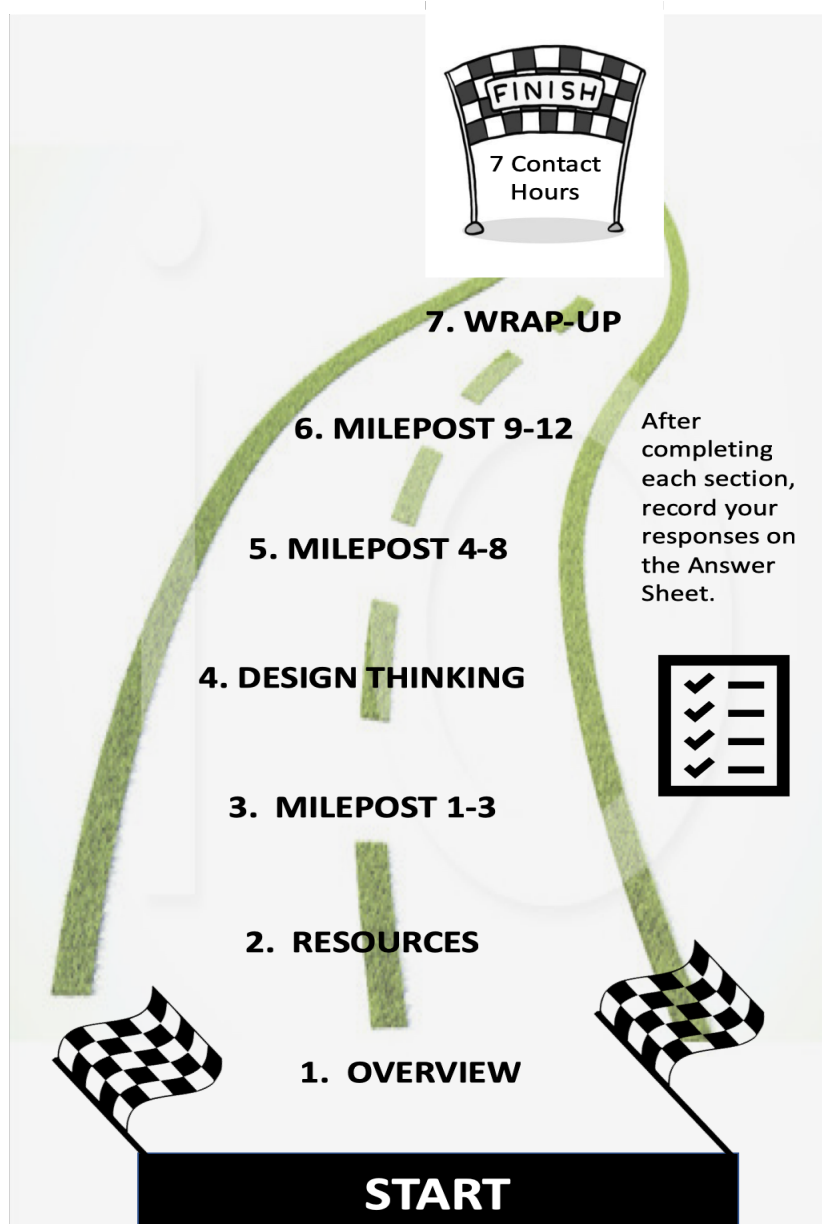 FINISH
7 Contact
Hours
7. WRAP-UP
6. MILEPOST 9-12
After
completing
each section,
record your
responses on
the Answer
Sheet.
5. MILEPOST 4-8
4. DESIGN THINKING
3. MILEPOST 1-3
2. RESOURCES
1. OVERVIEW
START